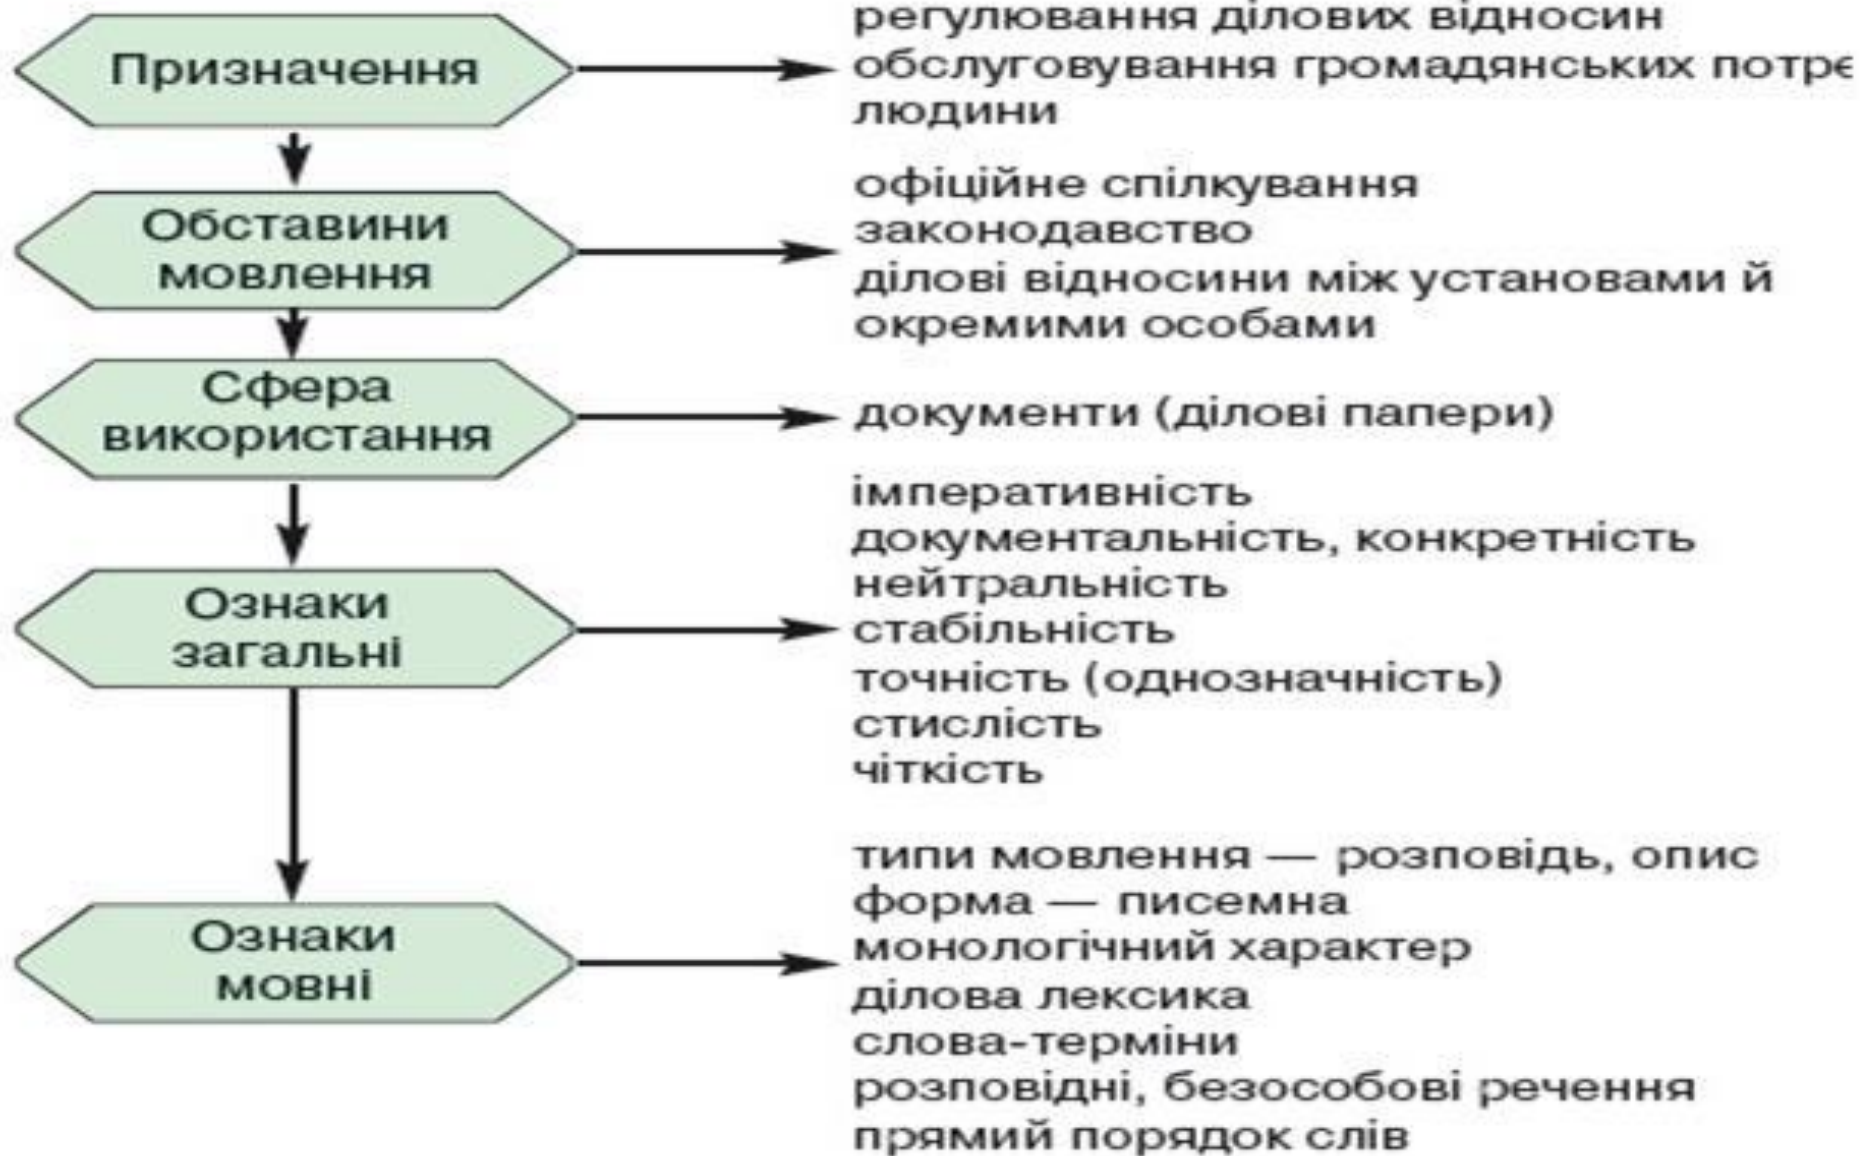 Призначення
регулювання ділових відносин
обслуговування громадянських потре
людини
Обставини
мовлення
офіційне спілкування
законодавство
ділові відносини між установами й
окремими особами
Сфера
використання
документи (ділові папери)
Ознаки
загальні
імперативність
документальність, конкретність
нейтральність
стабільність
точність (однозначність)
стислість
чіткість
Ознаки
мовні
типи мовлення — розповідь, опис
форма — писемна
монологічний характер
ділова лексика
слова-терміни
розповідні, безособові речення
прямий порядок слів